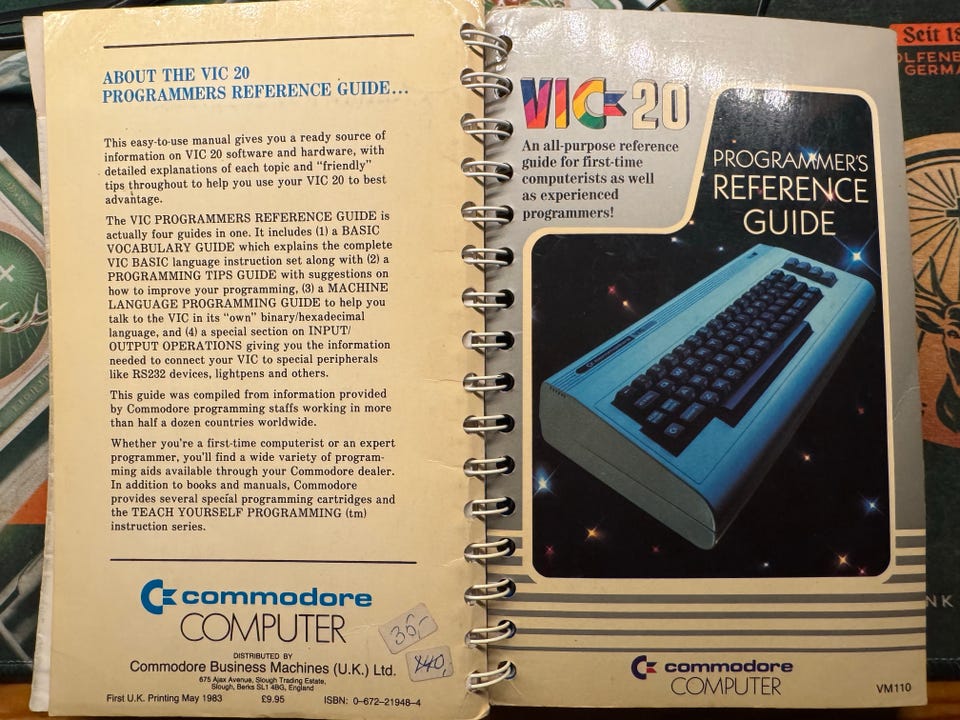 ABOUT THE VIC 20
PROGRAMMERS REFERENCE GUIDE...
This easy-to-use manual gives you a ready source of
information on VIC 20 software and hardware, with
detailed explanations of each topic and "friendly"
tips throughout to help you use your VIC 20 to best
advantage.
The VIC PROGRAMMERS REFERENCE GUIDE is
actually four guides in one. It includes (1) a BASIC
VOCABULARY GUIDE which explains the complete
VIC BASIC language instruction set along with (2) a
PROGRAMMING TIPS GUIDE with suggestions on
how to improve your programming, (3) a MACHINE
LANGUAGE PROGRAMMING GUIDE to help you
talk to the VIC in its "own" binary/hexadecimal
language, and (4) a special section on INPUT/
OUTPUT OPERATIONS giving you the information
needed to connect your VIC to special peripherals
like RS232 devices, lightpens and others.
This guide was compiled from information provided
by Commodore programming staffs working in more
than half a dozen countries worldwide.
Whether you're a first-time computerist or an expert
programmer, you'll find a wide variety of program-
ming aids available through your Commodore dealer.
In addition to books and manuals, Commodore
provides several special programming cartridges and
the TEACH YOURSELF PROGRAMMING (tm)
instruction series.
commodore
COMPUTER
36,-
DISTRIBUTED BY
Commodore Business Machines (U.K.) Ltd.
675 Ajax Avenue, Slough Trading Estate,
Slough, Berks SL1 4BG, England
First U.K. Printing May 1983 £9.95 ISBN: 0-672-21948-4
VIC 20
An all-purpose reference
guide for first-time
computerists as well
as experienced
programmers!
PROGRAMMER'S
REFERENCE
GUIDE
commodore
COMPUTER
VM110
Seit 18
OLFENB
GERMA
NK